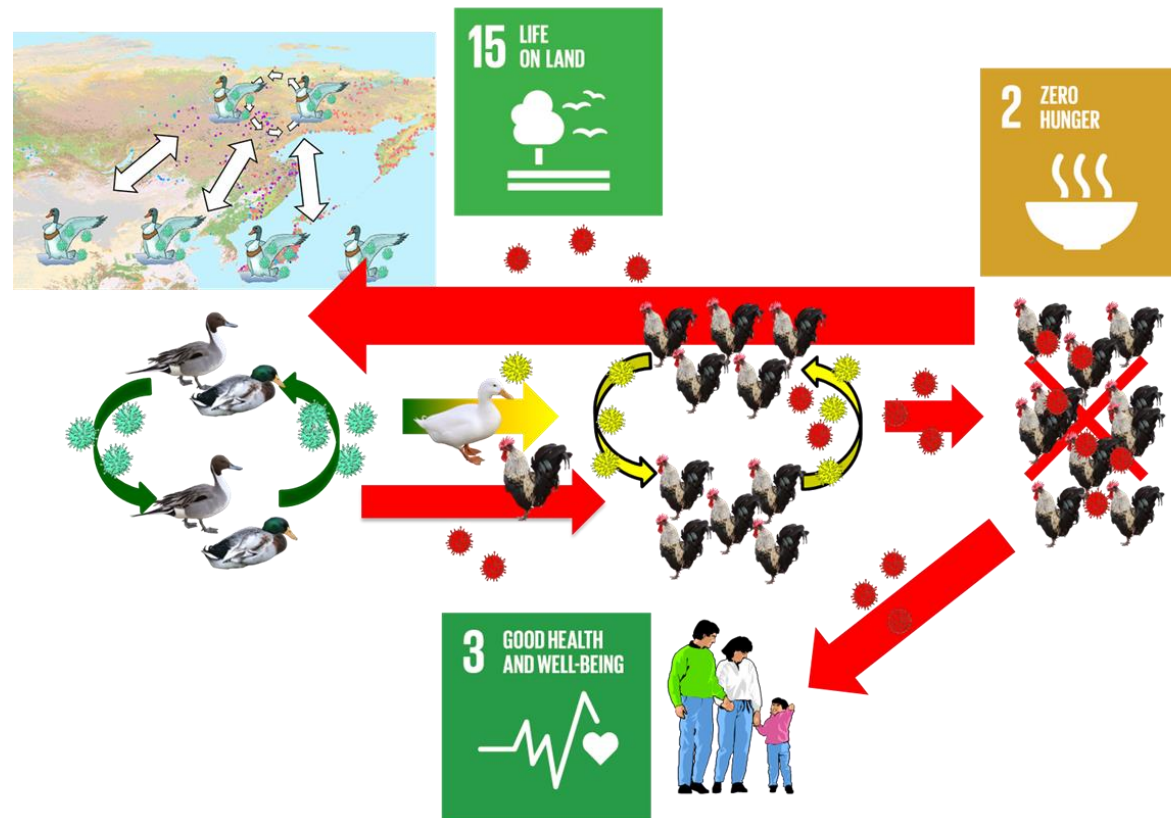 15 LIFE
ON LAND
2 ZERO
HUNGER
3 GOOD HEALTH
AND WELL-BEING